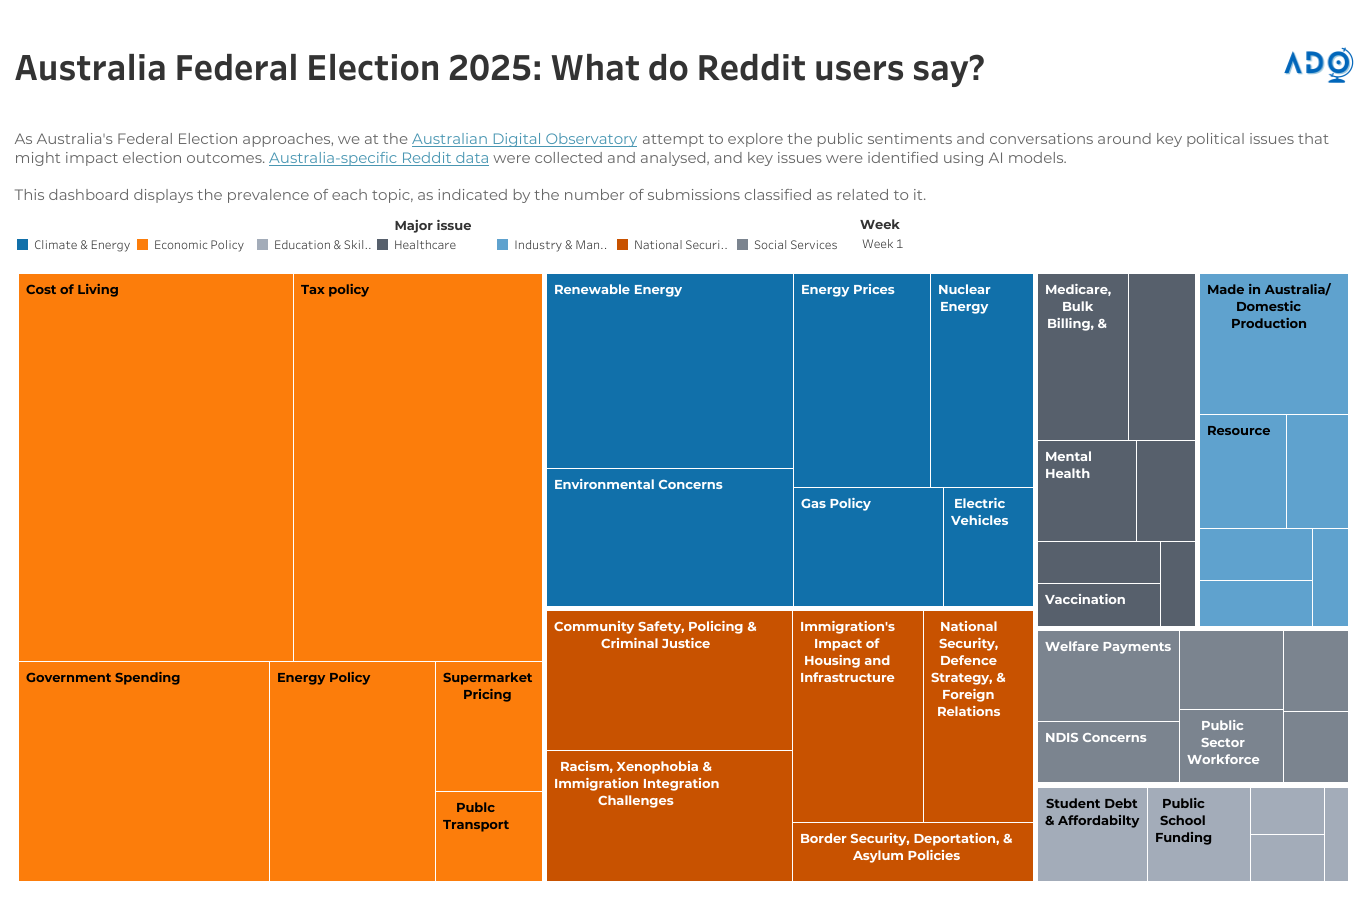 Australia Federal Election 2025: What do Reddit users say?
ADO
As Australia's Federal Election approaches, we at the Australian Digital Observatory attempt to explore the public sentiments and conversations around key political issues that
might impact election outcomes. Australia-specific Reddit data were collected and analysed, and key issues were identified using AI models.
This dashboard displays the prevalence of each topic, as indicated by the number of submissions classified as related to it.
Major issue
Week
Climate & Energy
Economic Policy
Education & Skil..
Healthcare
Industry & Man..
National Securi..
Social Services
Week 1
Cost of Living
Tax policy
Government Spending
Energy Policy
Supermarket
Pricing
Publc
Transport
Renewable Energy
Energy Prices
Nuclear
Energy
Environmental Concerns
Gas Policy
Electric
Vehicles
Community Safety, Policing &
Criminal Justice
Immigration's
Impact of
Housing and
Infrastructure
National
Security,
Defence
Strategy, &
Foreign
Relations
Racism, Xenophobia &
Immigration Integration
Challenges
Border Security, Deportation, &
Asylum Policies
Medicare,
Bulk
Billing, &
Mental
Health
Vaccination
Made in Australia/
Domestic
Production
Resource
Welfare Payments
NDIS Concerns
Public
Sector
Workforce
Student Debt
& Affordabilty
Public
School
Funding